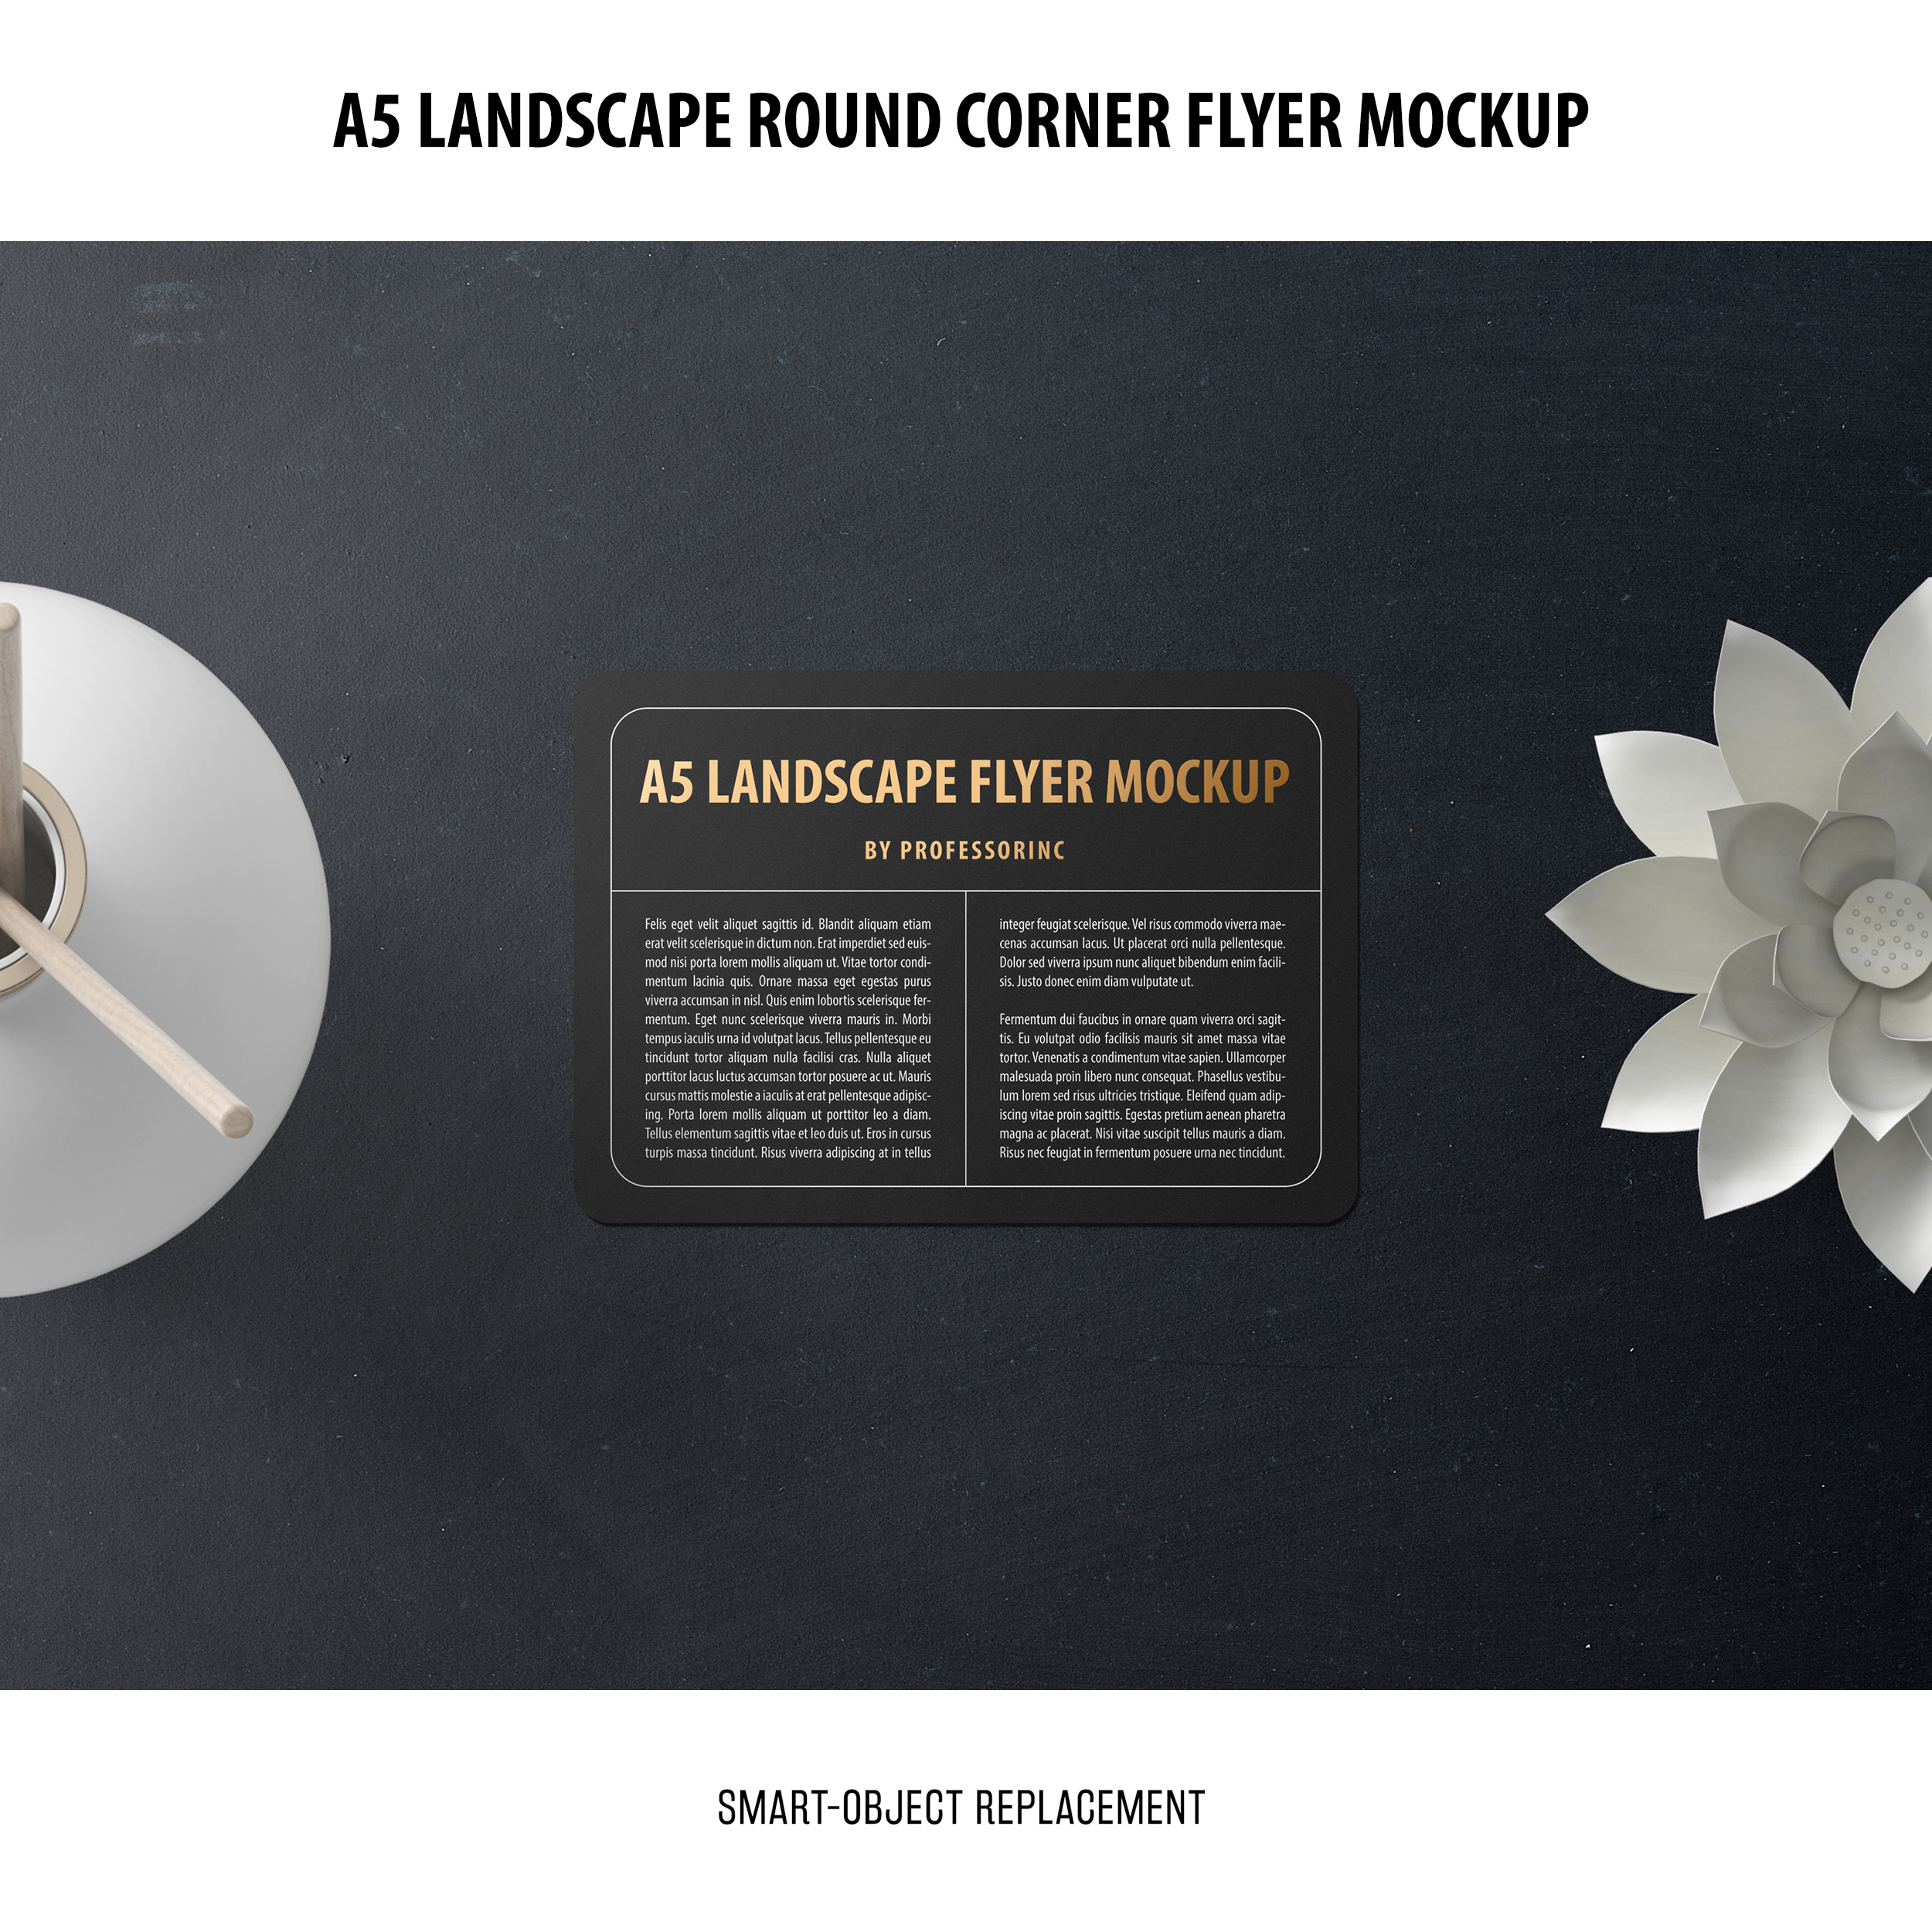 A5 LANDSCAPE ROUND CORNER FLYER MOCKUP
A5 LANDSCAPE FLYER MOCKUP
BY PROFESSORINC
Felis eget velit aliquet sagittis id. Blandit aliquam etiam
erat velit scelerisque in dictum non. Erat imperdiet sed euis-
mod nisi porta lorem mollis aliquam ut. Vitae tortor condi-
mentum lacinia quis. Ornare massa eget egestas purus
viverra accumsan in nisl. Quis enim lobortis scelerisque fer-
mentum. Eget nunc scelerisque viverra mauris in. Morbi
tempus iaculis urna id volutpat lacus. Tellus pellentesque eu
tincidunt tortor aliquam nulla facilisi cras. Nulla aliquet
porttitor lacus luctus accumsan tortor posuere ac ut. Mauris
cursus mattis molestie a iaculis at erat pellentesque adipisc-
ing. Porta lorem mollis aliquam ut porttitor leo a diam.
Tellus elementum sagittis vitae et leo duis ut. Eros in cursus
turpis massa tincidunt. Risus viverra adipiscing at in tellus
integer feugiat scelerisque. Vel risus commodo viverra mae-
cenas accumsan lacus. Ut placerat orci nulla pellentesque.
Dolor sed viverra ipsum nunc aliquet bibendum enim facili-
sis. Justo donec enim diam vulputate ut.
Fermentum dui faucibus in ornare quam viverra orci sagit-
tis. Eu volutpat odio facilisis mauris sit amet massa vitae
tortor. Venenatis a condimentum vitae sapien. Ullamcorper
malesuada proin libero nunc consequat. Phasellus vestibu-
lum lorem sed risus ultricies tristique. Eleifend quam adip-
iscing vitae proin sagittis. Egestas pretium aenean pharetra
magna ac placerat. Nisi vitae suscipit tellus mauris a diam.
Risus nec feugiat in fermentum posuere urna nec tincidunt.
SMART-OBJECT REPLACEMENT